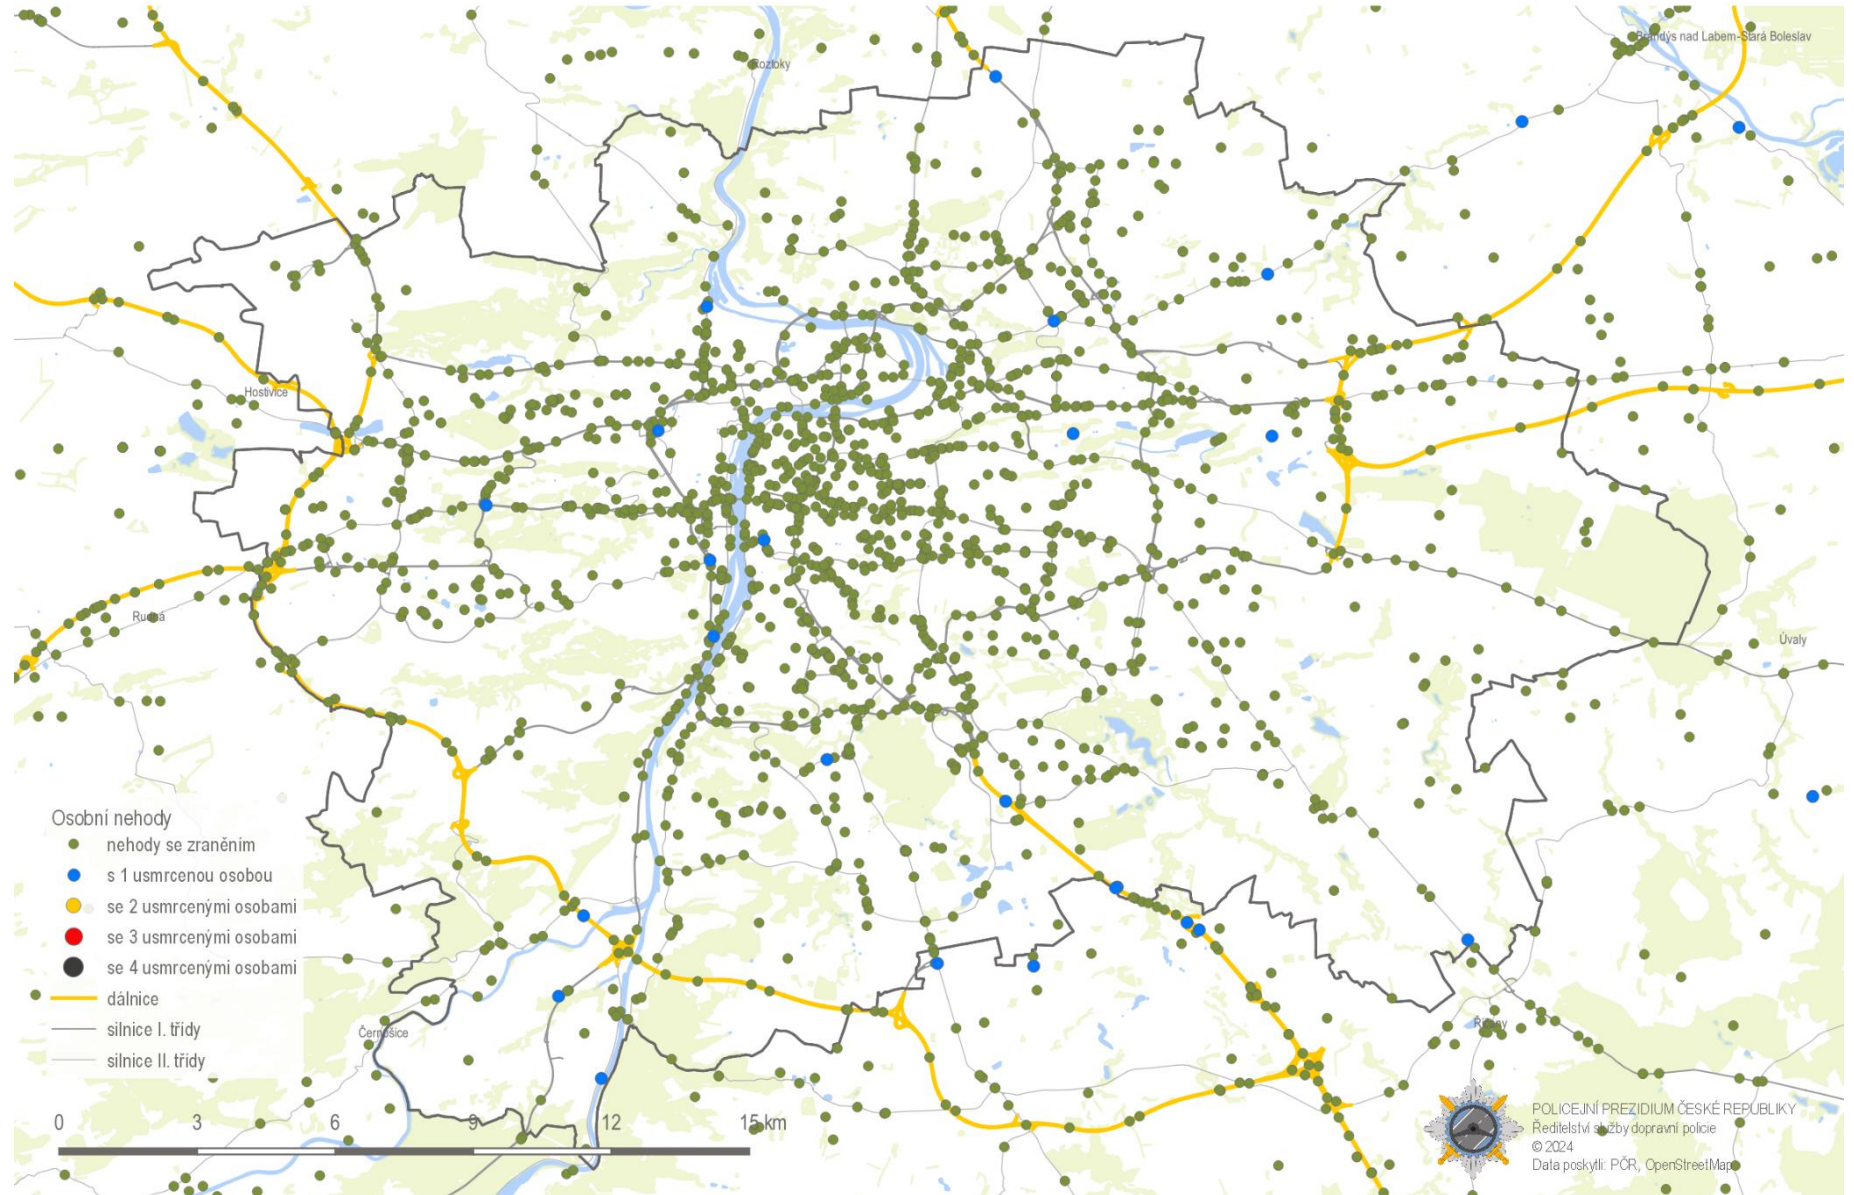 Brandýs nad Labem-Stará Boleslav
Roztoky
Hostivice
Rudná
Úvaly
Osobní nehody
nehody se zraněním
s 1 usmrcenou osobou
se 2 usmrcenými osobami
se 3 usmrcenými osobami
se 4 usmrcenými osobami
dálnice
silnice I. třídy
silnice II. třídy
Černošice
Říčany
0 3 6 9 12 15 km
POLICEJNÍ PREZIDIUM ČESKÉ REPUBLIKY
Ředitelství služby dopravní policie
© 2024
Data poskytli: PČR, OpenStreetMap